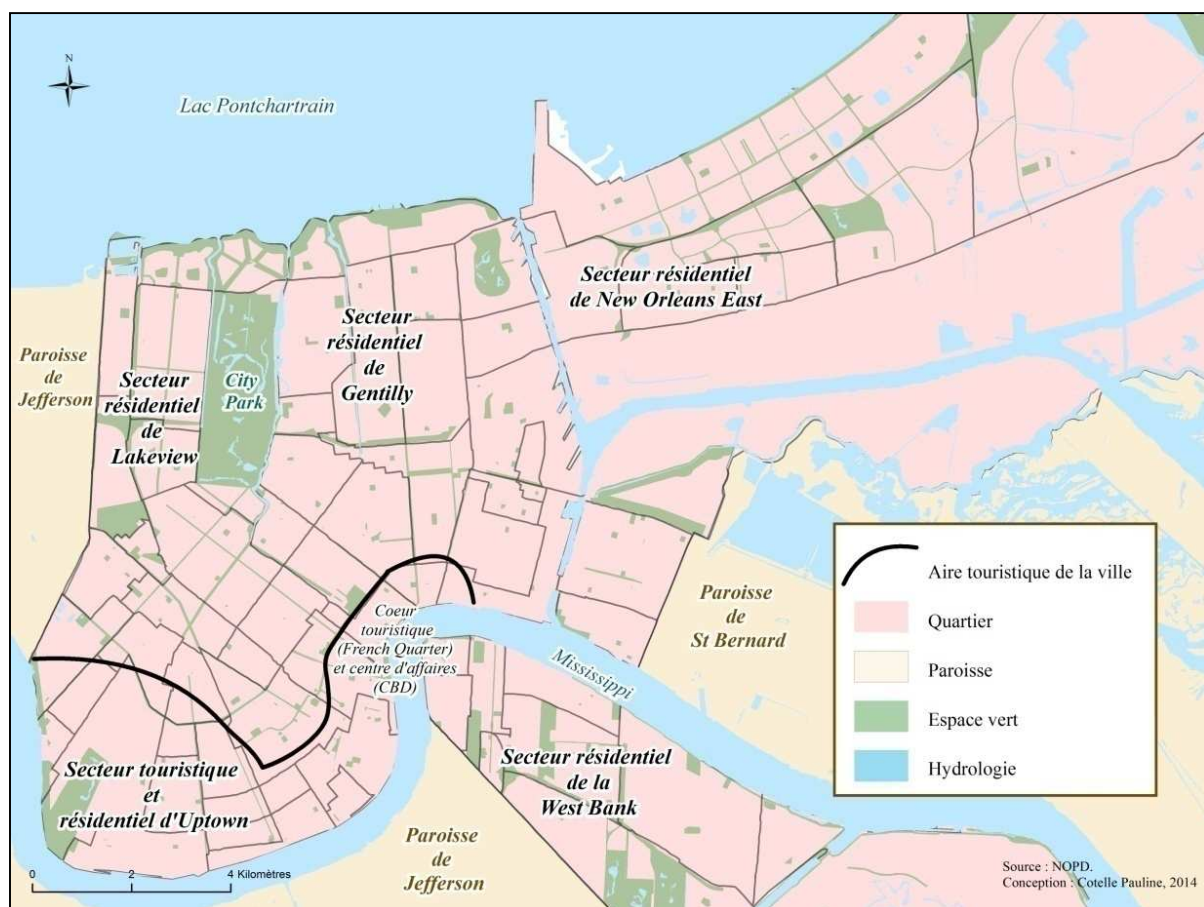 N
Lac Pontchartrain
Secteur résidentiel
de New Orleans East
Secteur
résidentiel
de
Gentilly
Paroisse
de
Jefferson
Secteur
résidentiel
de
Lakeview
City
Park
Coeur
touristique
(French Quarter)
et centre d'affaires
(CBD)
Mississippi
Paroisse
de
St Bernard
Secteur touristique
et
résidentiel d'Uptown
Secteur résidentiel
de la
West Bank
Paroisse
de
Jefferson
Aire touristique de la ville
Quartier
Paroisse
Espace vert
Hydrologie
0 2 4 Kilomètres
Source : NOPD.
Conception : Cotelle Pauline, 2014